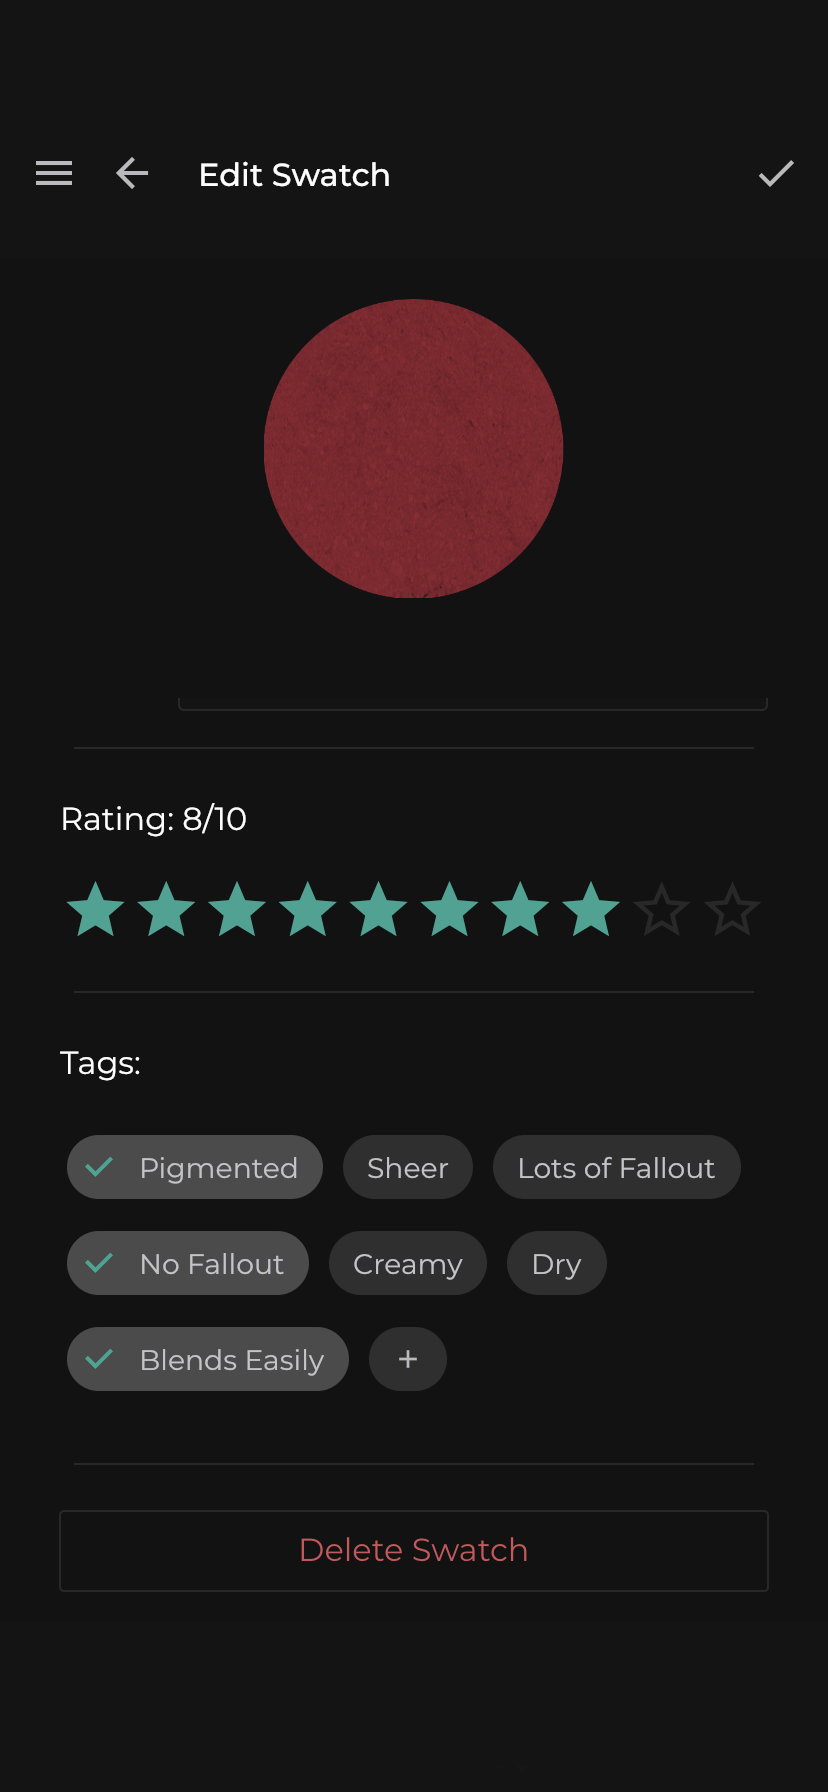 Edit Swatch
Rating: 8/10
Tags:
Pigmented Sheer Lots of Fallout
No Fallout Creamy Dry
Blends Easily +
Delete Swatch